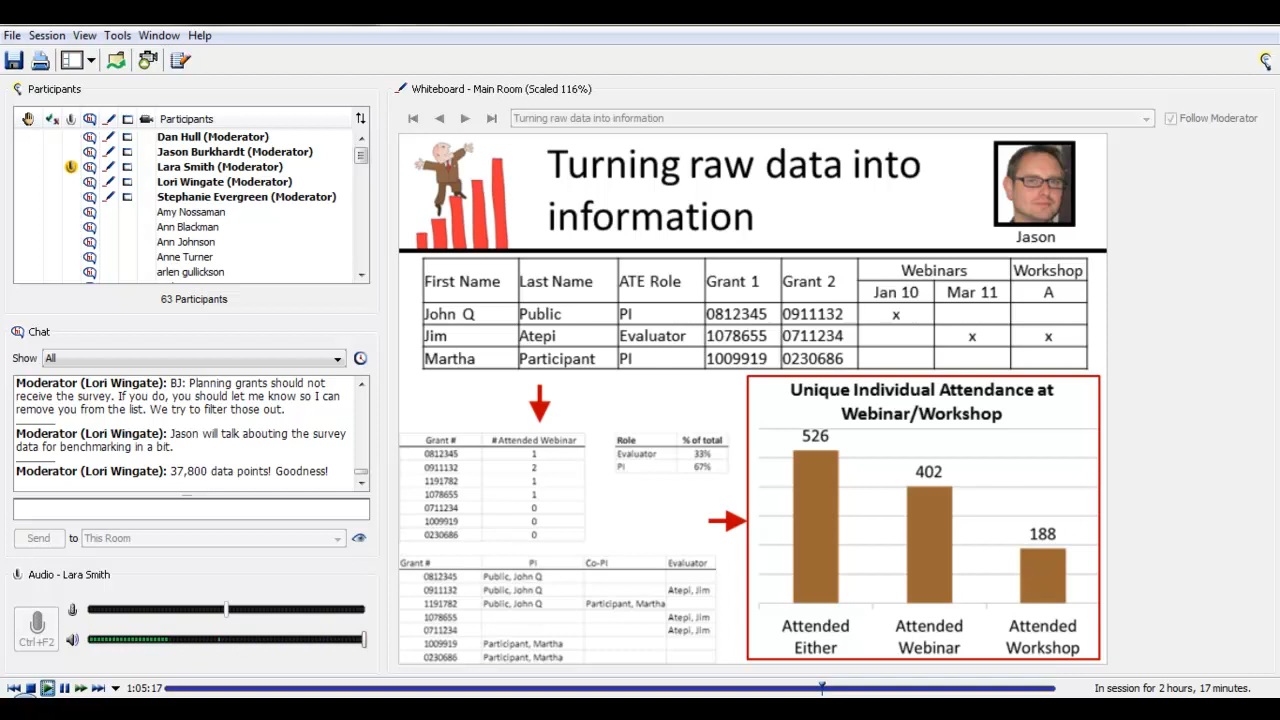 File Session View Tools Window Help
Participants
Participants
Dan Hull (Moderator)
Jason Burkhardt (Moderator)
Lara Smith (Moderator)
Lori Wingate (Moderator)
Stephanie Evergreen (Moderator)
Amy Nossaman
Ann Blackman
Ann Johnson
Anne Turner
arlen gullickson
63 Participants
Chat
Show All
Moderator (Lori Wingate): BJ: Planning grants should not
receive the survey. If you do, you should let me know so I can
remove you from the list. We try to filter those out.
Moderator (Lori Wingate): Jason will talk abouting the survey
data for benchmarking in a bit.
Moderator (Lori Wingate): 37,800 data points! Goodness!
Send to This Room
Audio - Lara Smith
Ctrl+F2
1:05:17
Whiteboard - Main Room (Scaled 116%)
Turning raw data into information
Follow Moderator
Turning raw data into
information
Jason
First Name Last Name ATE Role Grant 1 Grant 2 Webinars Workshop
Jan 10 Mar 11 A
John Q Public PI 0812345 0911132 x
Jim Atepi Evaluator 1078655 0711234 x x
Martha Participant PI 1009919 0230686
Grant # # Attended Webinar
0812345 1
0911132 2
1191782 1
1078655 1
0711234 0
1009919 0
0230686 0
Role % of total
Evaluator 33%
PI 67%
Grant # PI Co-PI Evaluator
0812345 Public, John Q
0911132 Atepi, Jim
1191782 Public, John Q Participant, Martha
1078655 Atepi, Jim
0711234 Atepi, Jim
1009919 Participant, Martha
0230686 Participant, Martha
Unique Individual Attendance at
Webinar/Workshop
526
402
188
Attended Either
Attended Webinar
Attended Workshop
In session for 2 hours, 17 minutes.